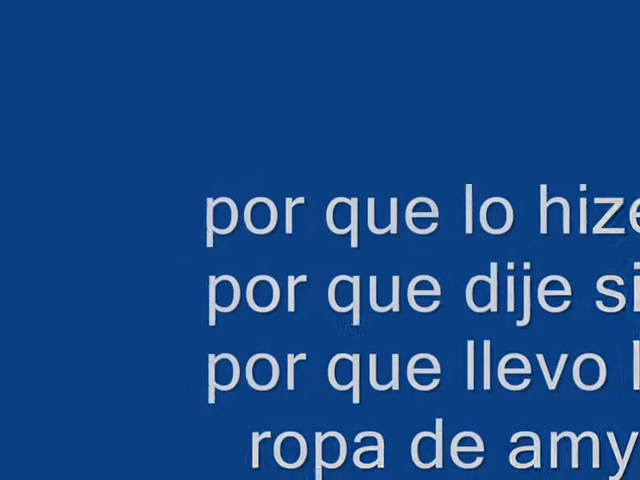 por que lo hize
por que dije si
por que llevo l
ropa de amy